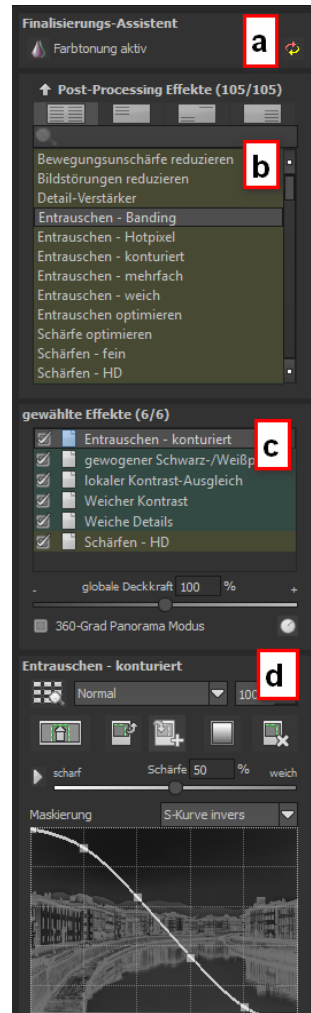 Finalisierungs-Assistent
Farbtonung aktiv
a
Post-Processing Effekte (105/105)
Bewegungsunschärfe reduzieren
b
Bildstörungen reduzieren
Detail-Verstärker
Entrauschen - Banding
Entrauschen - Hotpixel
Entrauschen - konturiert
Entrauschen - mehrfach
Entrauschen - weich
Entrauschen optimieren
Schärfe optimieren
Schärfen - fein
Schärfen - HD
gewählte Effekte (6/6)
Entrauschen - konturiert
c
gewogener Schwarz-/Weißp
lokaler Kontrast-Ausgleich
Weicher Kontrast
Weiche Details
Schärfen - HD
- globale Deckkraft 100 % +
360-Grad Panorama Modus
Entrauschen - konturiert
d
Normal 100
scharf Schärfe 50 % weich
Maskierung S-Kurve invers